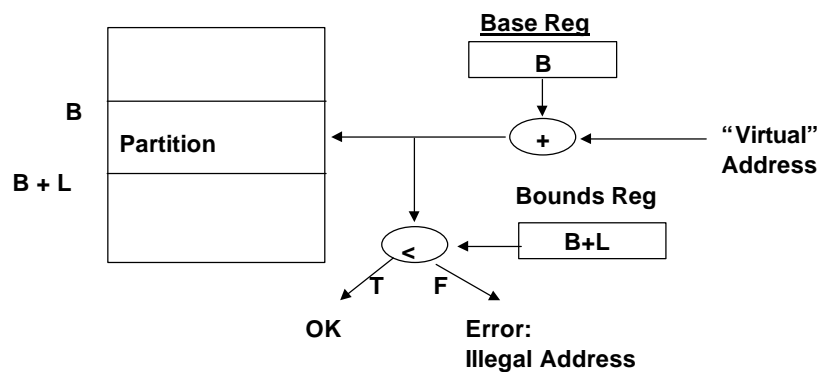 Base Reg
B
B
Partition
+
“Virtual”
Address
B + L
Bounds Reg
B+L
<
T
F
OK
Error:
Illegal Address